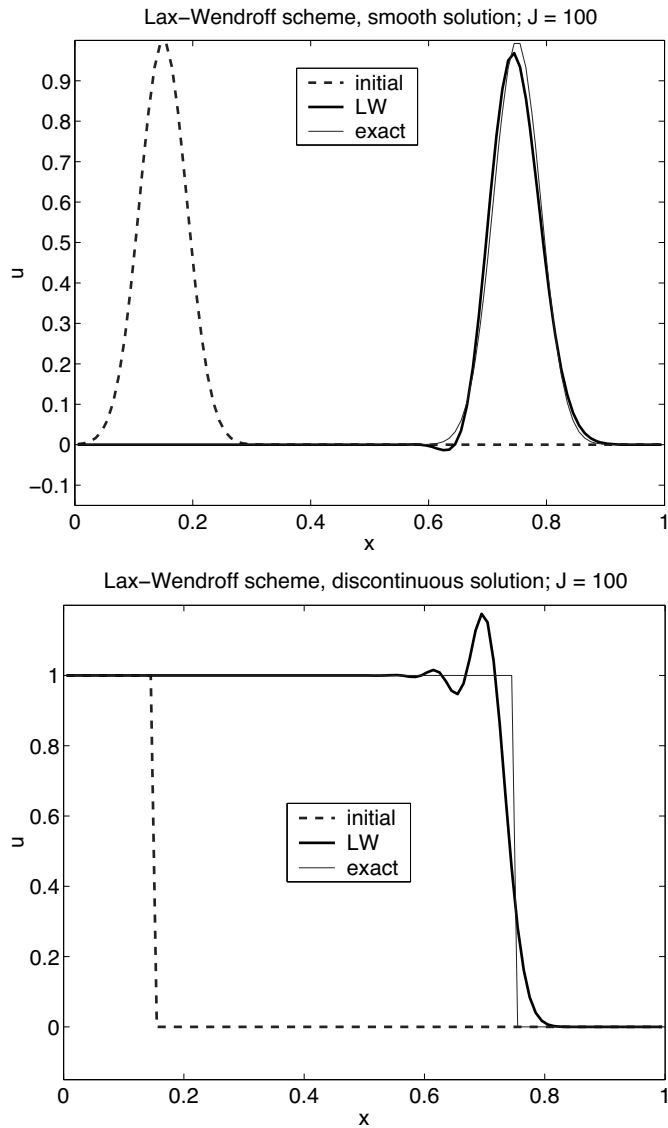 Lax−Wendroff scheme, smooth solution; J = 100
0.9
0.8
0.7
0.6
0.5
0.4
0.3
0.2
0.1
0
−0.1
u
initial
LW
exact
0
0.2
0.4
0.6
0.8
1
x
Lax−Wendroff scheme, discontinuous solution; J = 100
1
0.8
0.6
0.4
0.2
0
u
initial
LW
exact
0
0.2
0.4
0.6
0.8
1
x